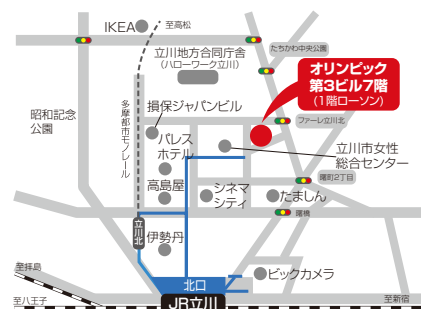 IKEA
至高松
立川地方合同庁舎
(ハローワーク立川)
たちかわ中央公園
オリンピック
第3ビル7階
(1階ローソン)
昭和記念
公園
多摩都市モノレール
損保ジャパンビル
ファーレ立川北
パレス
ホテル
立川市女性
総合センター
高島屋
シネマ
シティ
曙町2丁目
たましん
曙橋
立川北
伊勢丹
ビックカメラ
至拝島
北口
至八王子
JR立川
至新宿